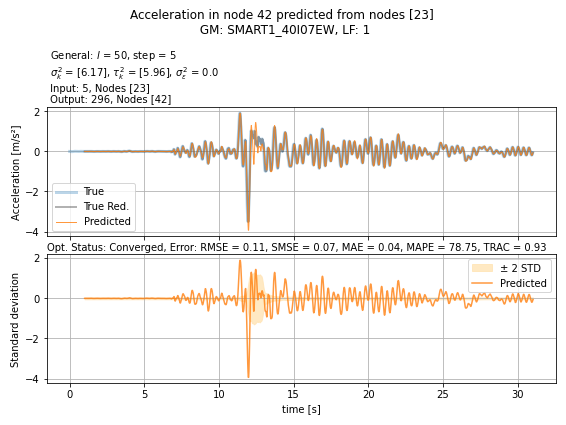 Acceleration in node 42 predicted from nodes [23]
GM: SMART1_40I07EW, LF: 1
General: l = 50, step = 5
σ²ₖ = [6.17], τ²ₖ = [5.96], σ²ε = 0.0
Input: 5, Nodes [23]
Output: 296, Nodes [42]
Acceleration [m/s²]
2
0
−2
−4
True
True Red.
Predicted
Opt. Status: Converged, Error: RMSE = 0.11, SMSE = 0.07, MAE = 0.04, MAPE = 78.75, TRAC = 0.93
Standard deviation
2
0
−2
−4
± 2 STD
Predicted
0 5 10 15 20 25 30
time [s]